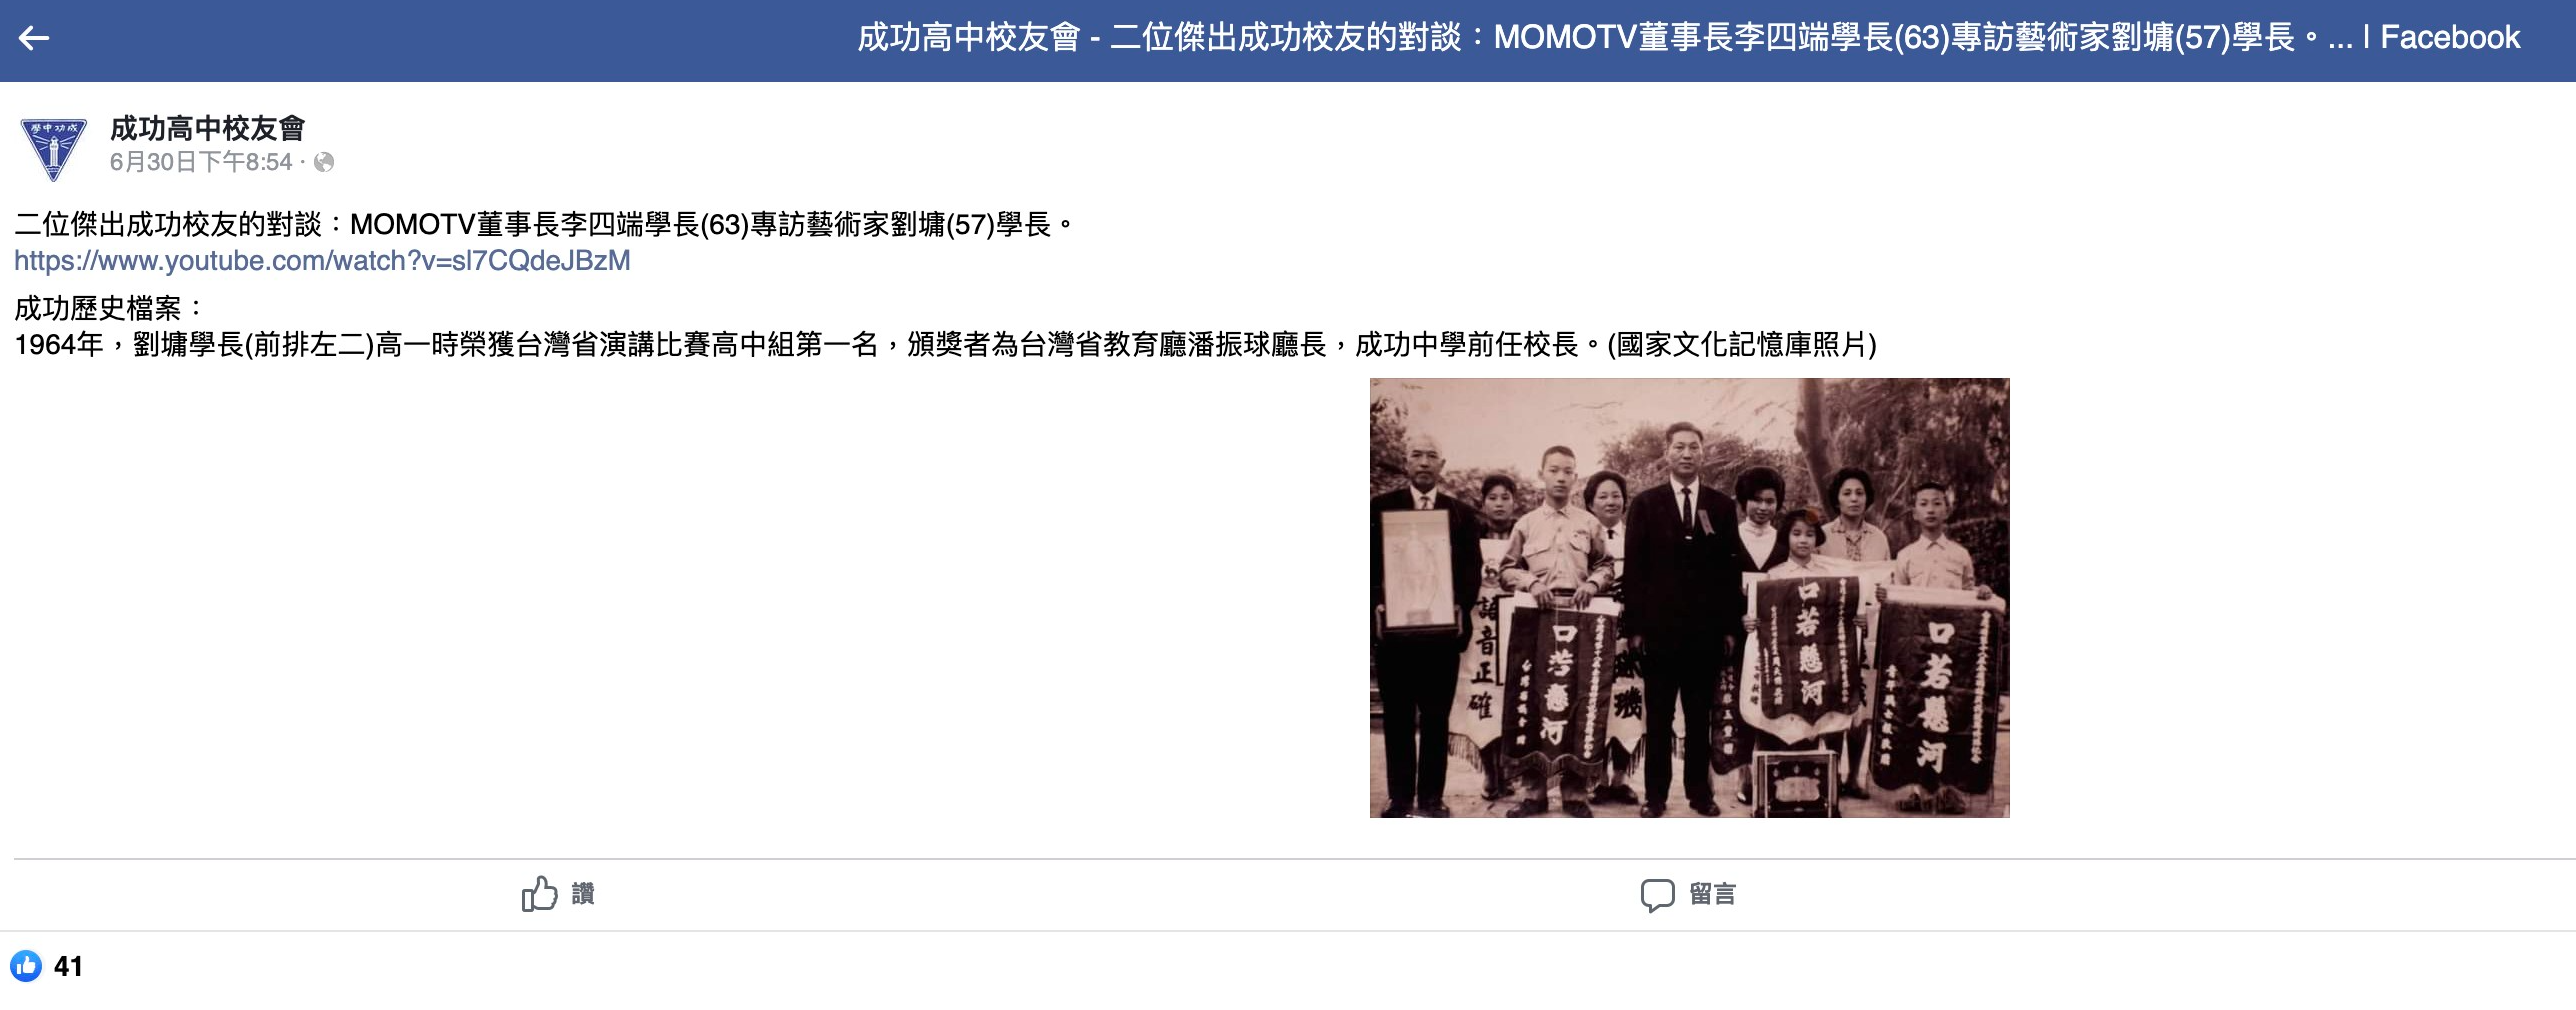 成功高中校友會 - 二位傑出成功校友的對談：MOMOTV董事長李四端學長(63)專訪藝術家劉墉(57)學長。... | Facebook
學中功成
成功高中校友會
6月30日下午8:54 ·
二位傑出成功校友的對談：MOMOTV董事長李四端學長(63)專訪藝術家劉墉(57)學長。
https://www.youtube.com/watch?v=sl7CQdeJBzM
成功歷史檔案：
1964年，劉墉學長(前排左二)高一時榮獲台灣省演講比賽高中組第一名，頒獎者為台灣省教育廳潘振球廳長，成功中學前任校長。(國家文化記憶庫照片)
語音正確
口若懸河
口若懸河
口若懸河
讚
留言
41